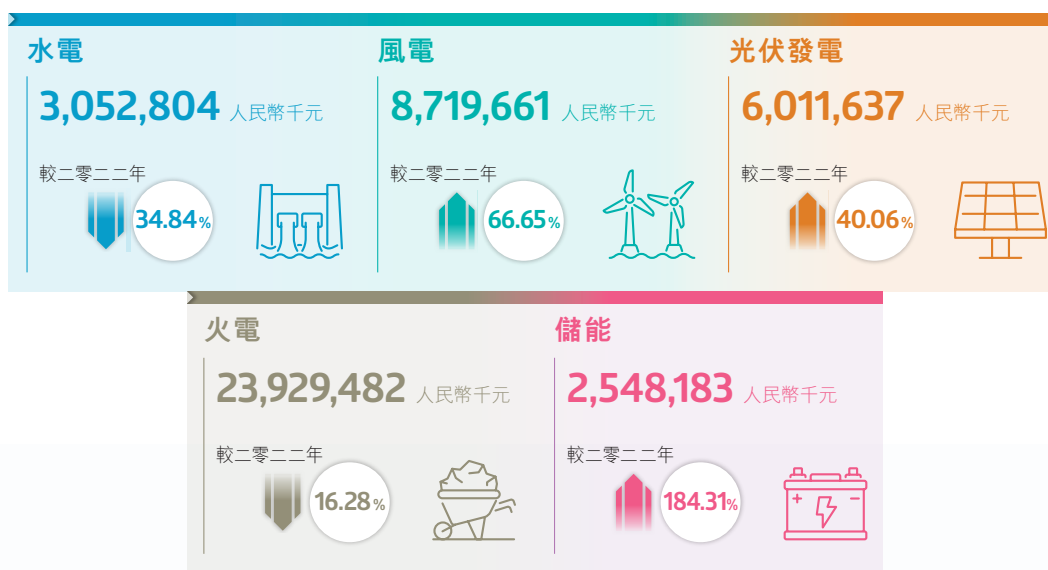 水電
3,052,804 人民幣千元
較二零二二年
34.84%
風電
8,719,661 人民幣千元
較二零二二年
66.65%
光伏發電
6,011,637 人民幣千元
較二零二二年
40.06%
火電
23,929,482 人民幣千元
較二零二二年
16.28%
儲能
2,548,183 人民幣千元
較二零二二年
184.31%